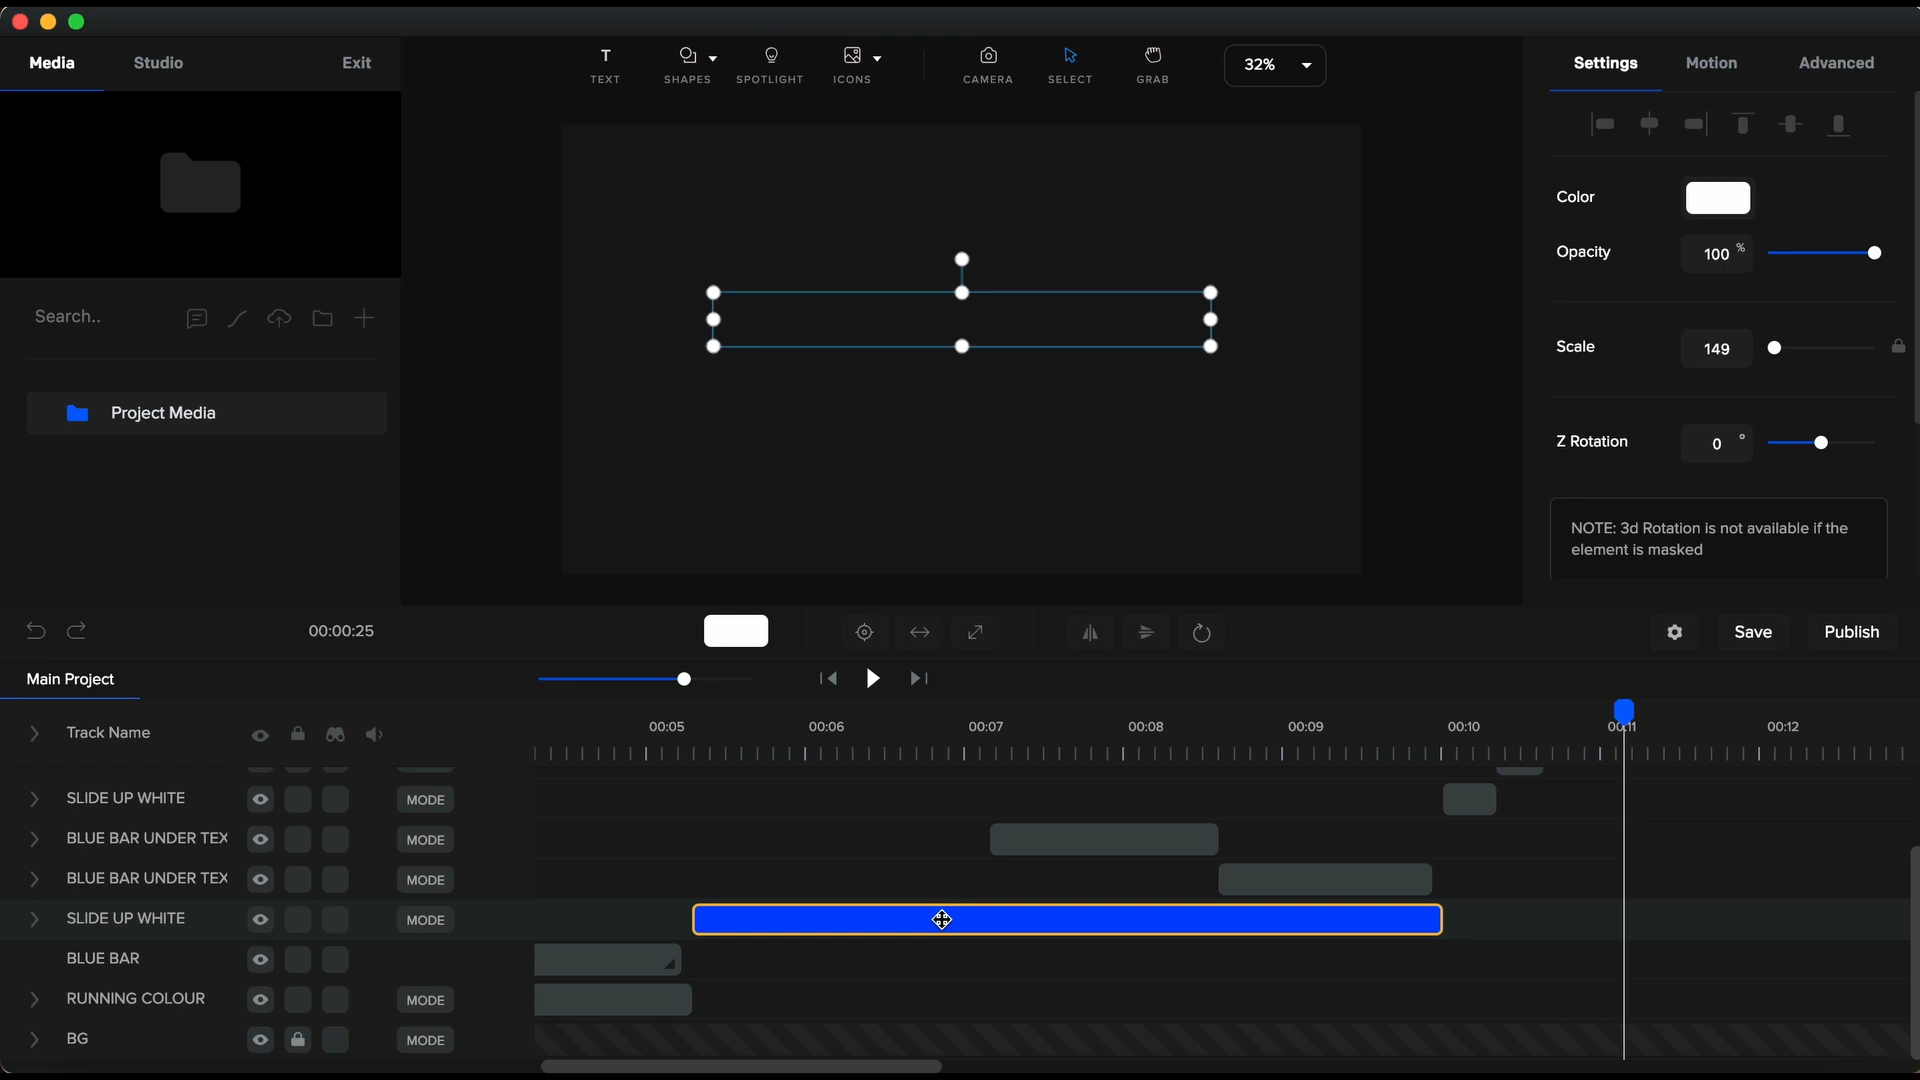 Media
Studio
Exit
TEXT
SHAPES
SPOTLIGHT
ICONS
CAMERA
SELECT
GRAB
32%
Settings
Motion
Advanced
Color
Opacity
100 %
Scale
149
Z Rotation
0 °
NOTE: 3d Rotation is not available if the
element is masked
Search..
Project Media
00:00:25
Save
Publish
Main Project
Track Name
00:05
00:06
00:07
00:08
00:09
00:10
00:11
00:12
SLIDE UP WHITE
MODE
BLUE BAR UNDER TEX
MODE
BLUE BAR UNDER TEX
MODE
SLIDE UP WHITE
MODE
BLUE BAR
RUNNING COLOUR
MODE
BG
MODE